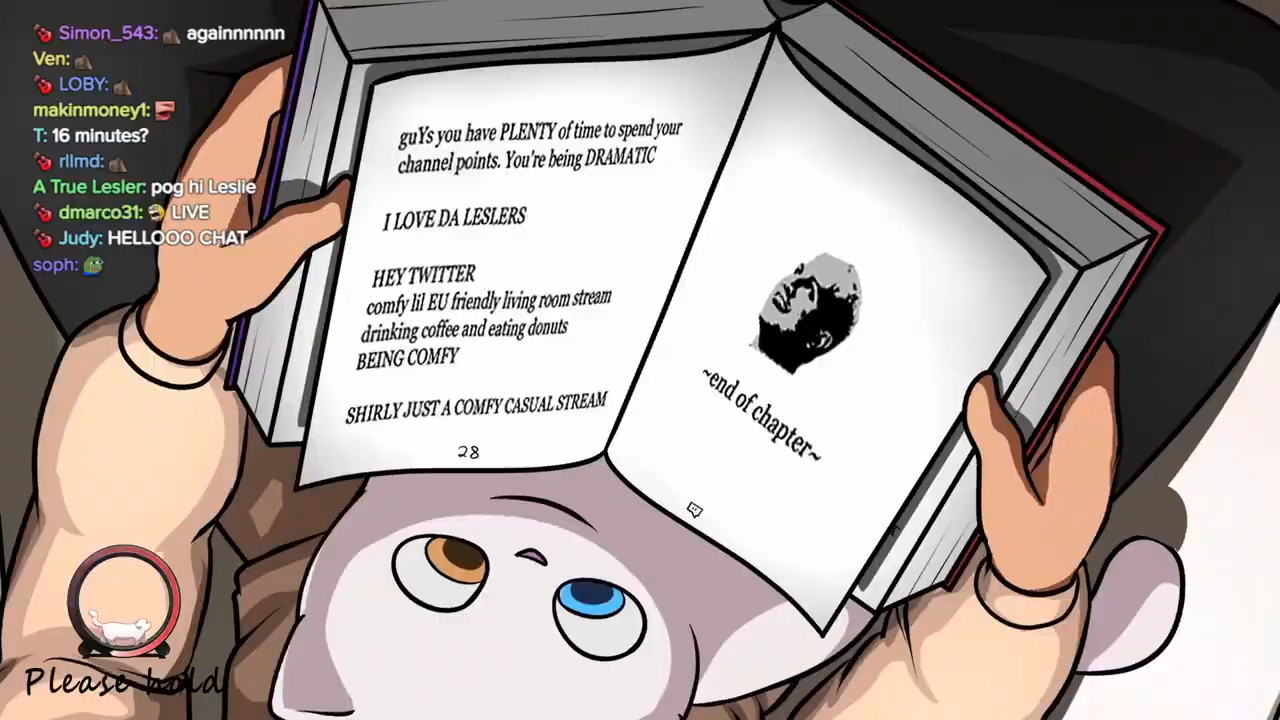 Simon_543: againnnnnn
Ven:
LOBY:
makinmoney1:
T: 16 minutes?
rllmd:
A True Lesler: pog hi Leslie
dmarco31: LIVE
Judy: HELLOOO CHAT
soph:
guYs you have PLENTY of time to spend your
channel points. You're being DRAMATIC
I LOVE DA LESLERS
HEY TWITTER
comfy lil EU friendly living room stream
drinking coffee and eating donuts
BEING COMFY
SHIRLY JUST A COMFY CASUAL STREAM
28
~end of chapter~
Please hold